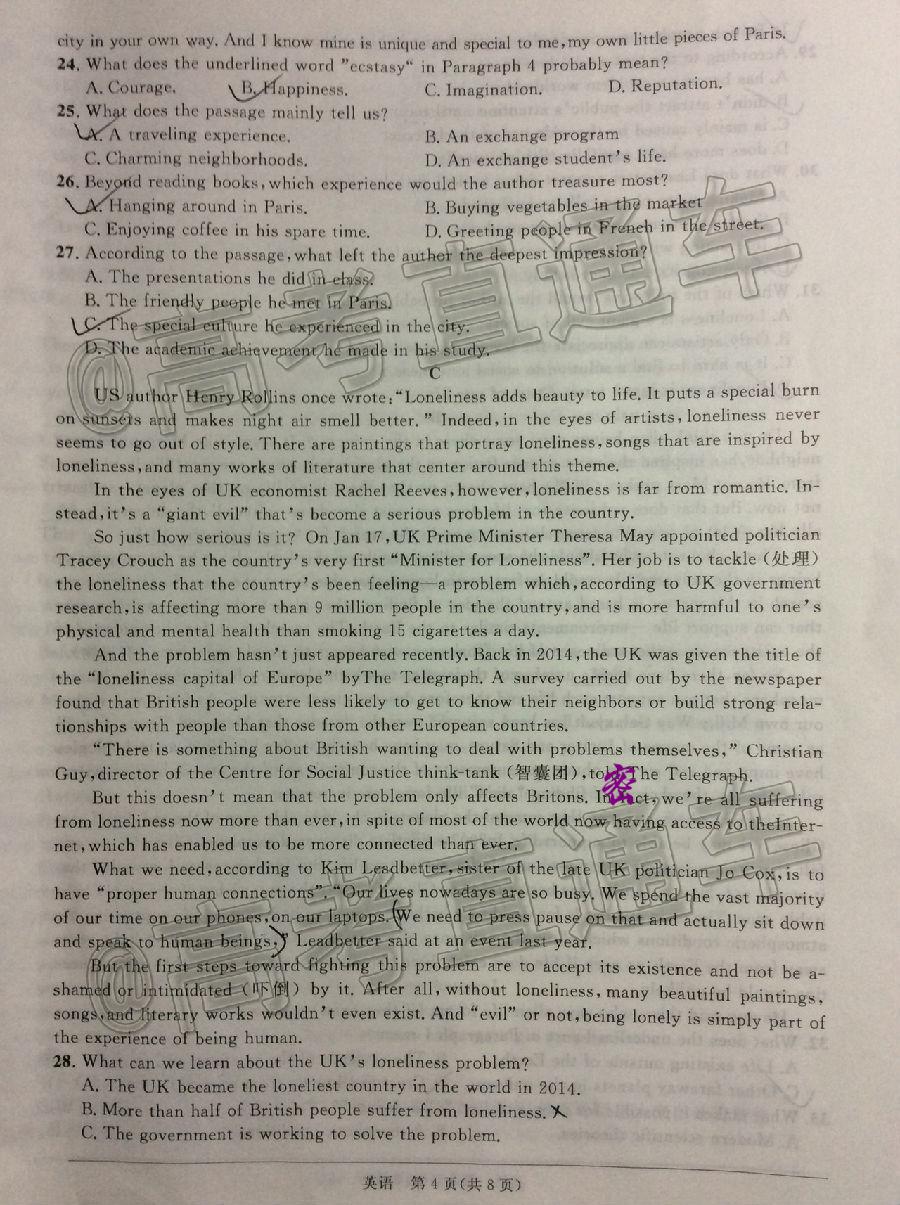 city in your own way. And I know mine is unique and special to me, my own little pieces of Paris.
24. What does the underlined word "ecstasy" in Paragraph 4 probably mean?
A. Courage. B. Happiness. C. Imagination. D. Reputation.
25. What does the passage mainly tell us?
A. A traveling experience. B. An exchange program
C. Charming neighborhoods. D. An exchange student's life.
26. Beyond reading books, which experience would the author treasure most?
A. Hanging around in Paris. B. Buying vegetables in the market
C. Enjoying coffee in his spare time. D. Greeting people in French in the street.
27. According to the passage, what left the author the deepest impression?
A. The presentations he did in class.
B. The friendly people he met in Paris.
C. The special culture he experienced in the city.
D. The academic achievement he made in his study.
C
US author Henry Rollins once wrote: "Loneliness adds beauty to life. It puts a special burn
on sunsets and makes night air smell better." Indeed, in the eyes of artists, loneliness never
seems to go out of style. There are paintings that portray loneliness, songs that are inspired by
loneliness, and many works of literature that center around this theme.
In the eyes of UK economist Rachel Reeves, however, loneliness is far from romantic. In-
stead, it's a "giant evil" that's become a serious problem in the country.
So just how serious is it? On Jan 17, UK Prime Minister Theresa May appointed politician
Tracey Crouch as the country's very first "Minister for Loneliness". Her job is to tackle (处理)
the loneliness that the country's been feeling—a problem which, according to UK government
research, is affecting more than 9 million people in the country, and is more harmful to one's
physical and mental health than smoking 15 cigarettes a day.
And the problem hasn't just appeared recently. Back in 2014, the UK was given the title of
the "loneliness capital of Europe" byThe Telegraph. A survey carried out by the newspaper
found that British people were less likely to get to know their neighbors or build strong rela-
tionships with people than those from other European countries.
"There is something about British wanting to deal with problems themselves," Christian
Guy, director of the Centre for Social Justice think-tank (智囊团), told The Telegraph.
密
But this doesn't mean that the problem only affects Britons. In fact, we're all suffering
from loneliness now more than ever, in spite of most of the world now having access to theInter-
net, which has enabled us to be more connected than ever.
What we need, according to Kim Leadbetter, sister of the late UK politician Jo Cox, is to
have "proper human connections". "Our lives nowadays are so busy. We spend the vast majority
of our time on our phones, on our laptops. We need to press pause on that and actually sit down
and speak to human beings," Leadbetter said at an event last year.
But the first steps toward fighting this problem are to accept its existence and not be a-
shamed or intimidated (吓倒) by it. After all, without loneliness, many beautiful paintings,
songs, and literary works wouldn't even exist. And "evil" or not, being lonely is simply part of
the experience of being human.
28. What can we learn about the UK's loneliness problem?
A. The UK became the loneliest country in the world in 2014.
B. More than half of British people suffer from loneliness.
C. The government is working to solve the problem.
英语 第4页(共8页)
@高考直通车
@高考直通车